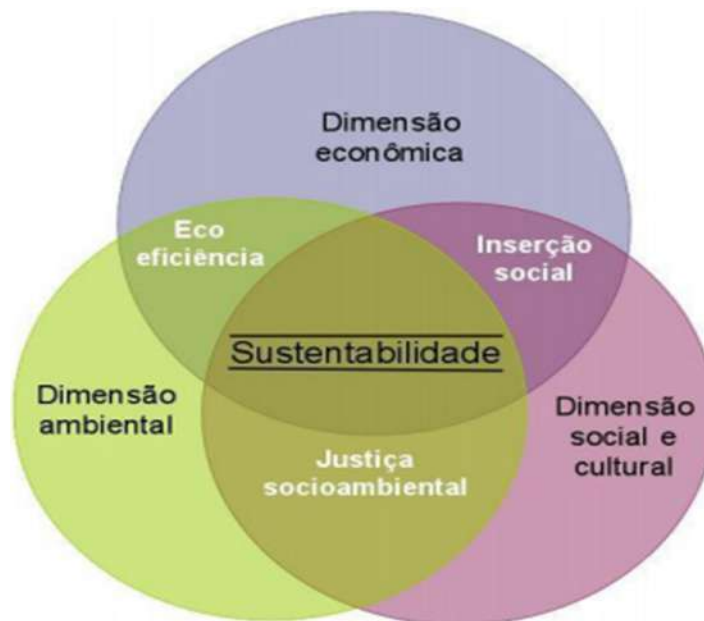 Dimensão
econômica
Eco
eficiência
Inserção
social
Sustentabilidade
Dimensão
ambiental
Dimensão
social e
cultural
Justiça
socioambiental